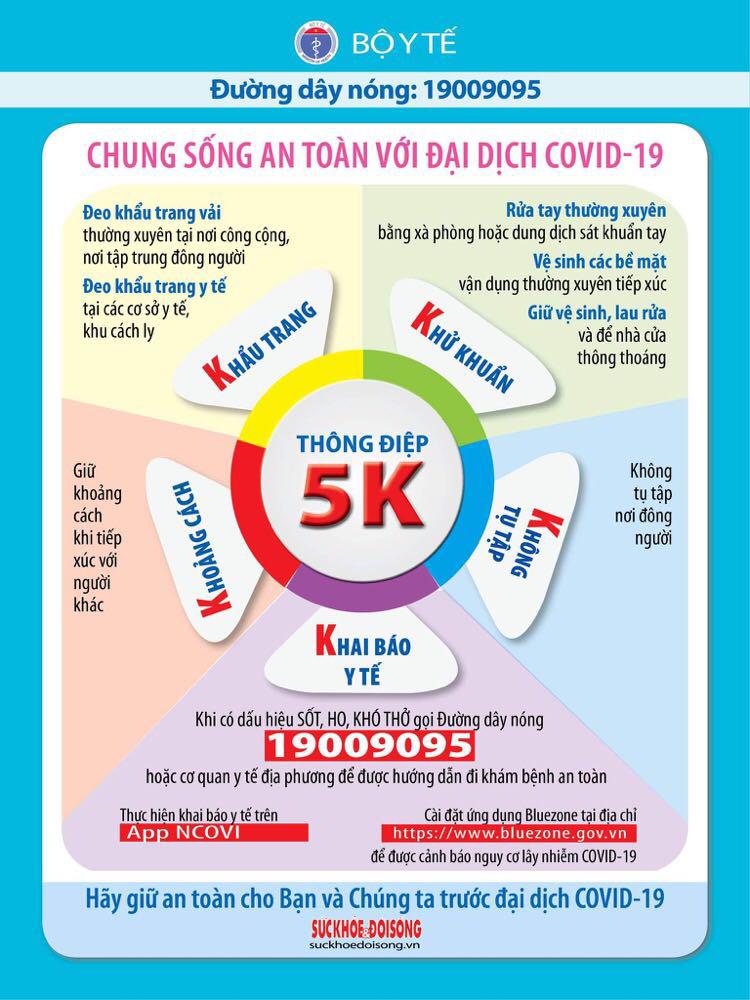 BỘ Y TẾ
Đường dây nóng: 19009095
CHUNG SỐNG AN TOÀN VỚI ĐẠI DỊCH COVID-19
Đeo khẩu trang vải
thường xuyên tại nơi công cộng,
nơi tập trung đông người
Đeo khẩu trang y tế
tại các cơ sở y tế,
khu cách ly
Rửa tay thường xuyên
bằng xà phòng hoặc dung dịch sát khuẩn tay
Vệ sinh các bề mặt
vận dụng thường xuyên tiếp xúc
Giữ vệ sinh, lau rửa
và để nhà cửa
thông thoáng
KHẨU TRANG
KHỬ KHUẨN
THÔNG ĐIỆP
5K
Giữ
khoảng
cách
khi tiếp
xúc với
người
khác
KHOẢNG CÁCH
KHÔNG
TỤ TẬP
Không
tụ tập
nơi đông
người
KHAI BÁO
Y TẾ
Khi có dấu hiệu SỐT, HO, KHÓ THỞ gọi Đường dây nóng
19009095
hoặc cơ quan y tế địa phương để được hướng dẫn đi khám bệnh an toàn
Thực hiện khai báo y tế trên
App NCOVI
Cài đặt ứng dụng Bluezone tại địa chỉ
https://www.bluezone.gov.vn
để được cảnh báo nguy cơ lây nhiễm COVID-19
Hãy giữ an toàn cho Bạn và Chúng ta trước đại dịch COVID-19
SỨCKHỎE&ĐỜISỐNG
suckhoedoisong.vn